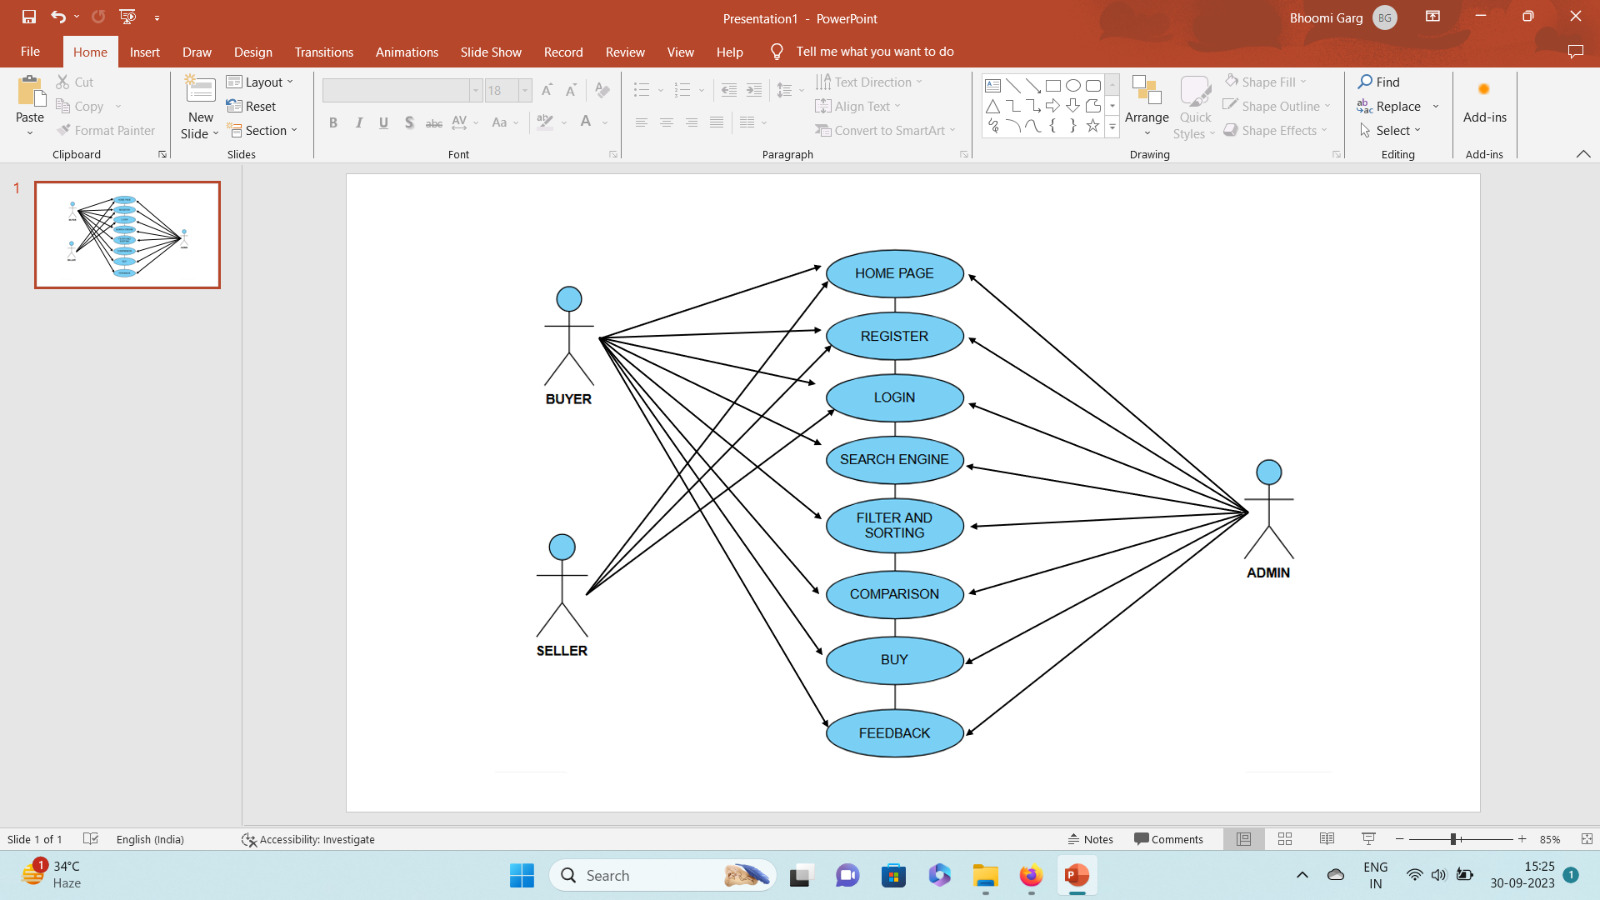 Presentation1 - PowerPoint
Bhoomi Garg
BG
File
Home
Insert
Draw
Design
Transitions
Animations
Slide Show
Record
Review
View
Help
Tell me what you want to do
Paste
Cut
Copy
Format Painter
Clipboard
New
Slide
Layout
Reset
Section
Slides
18
B I U S abc AV Aa A
Font
Text Direction
Align Text
Convert to SmartArt
Paragraph
Arrange
Quick
Styles
Shape Fill
Shape Outline
Shape Effects
Drawing
Find
Replace
Select
Editing
Add-ins
Add-ins
1
HOME PAGE
REGISTER
LOGIN
SEARCH ENGINE
FILTER AND
SORTING
COMPARISON
BUY
FEEDBACK
BUYER
SELLER
ADMIN
Slide 1 of 1
English (India)
Accessibility: Investigate
Notes
Comments
85%
1
34°C
Haze
Search
ENG
IN
15:25
30-09-2023
1